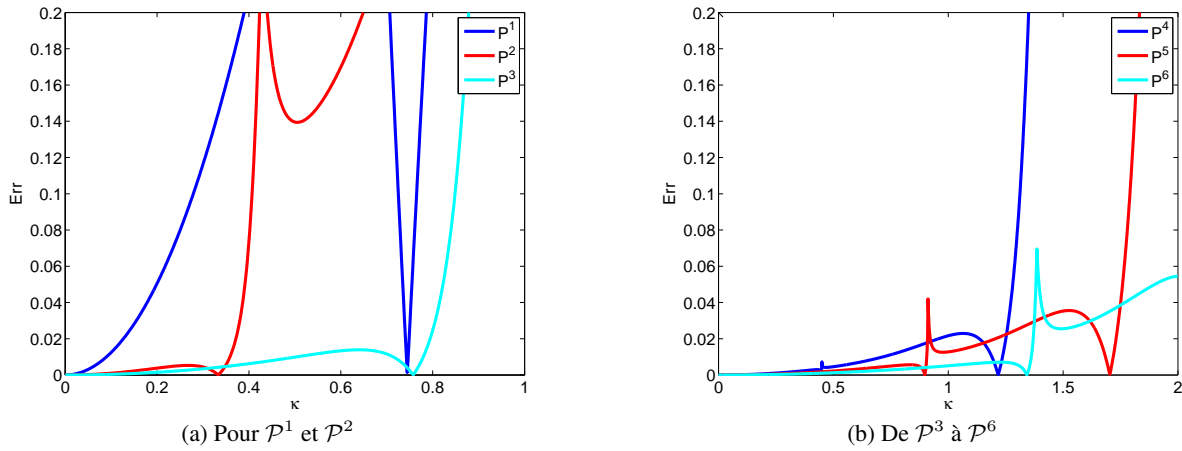 0.2
0.18
0.16
0.14
0.12
0.1
0.08
0.06
0.04
0.02
0
Err
0 0.2 0.4 0.6 0.8 1
κ
P¹
P²
P³
(a) Pour 𝒫¹ et 𝒫²
0.2
0.18
0.16
0.14
0.12
0.1
0.08
0.06
0.04
0.02
0
Err
0 0.5 1 1.5 2
κ
P⁴
P⁵
P⁶
(b) De 𝒫³ à 𝒫⁶